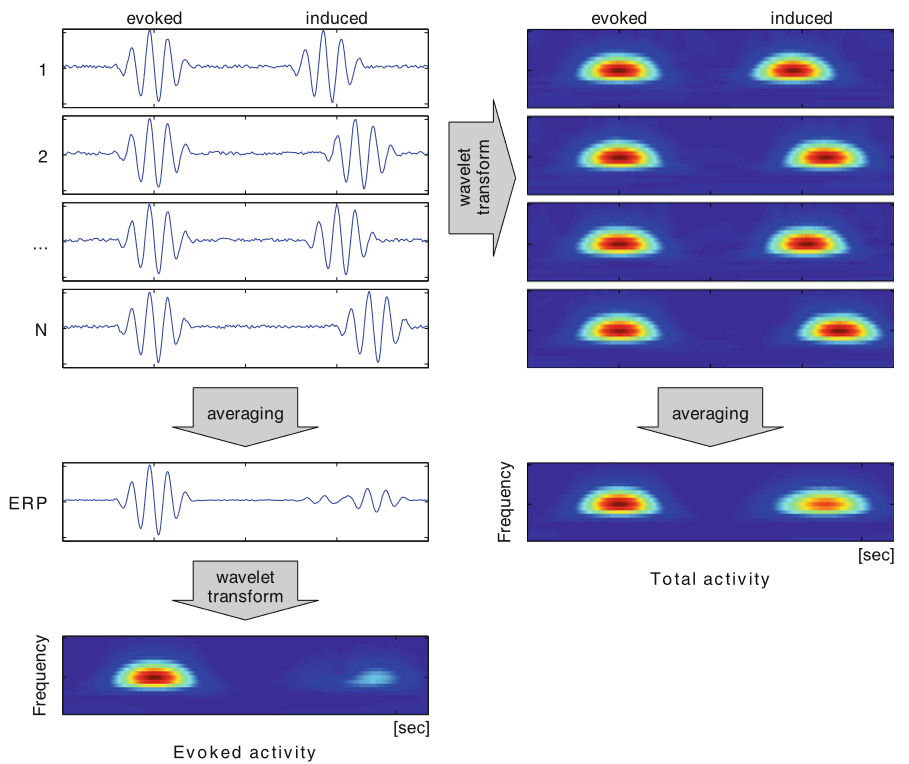 evoked induced
evoked induced
1
2
...
N
wavelet
transform
averaging
averaging
ERP
Frequency
[sec]
Total activity
wavelet
transform
Frequency
[sec]
Evoked activity